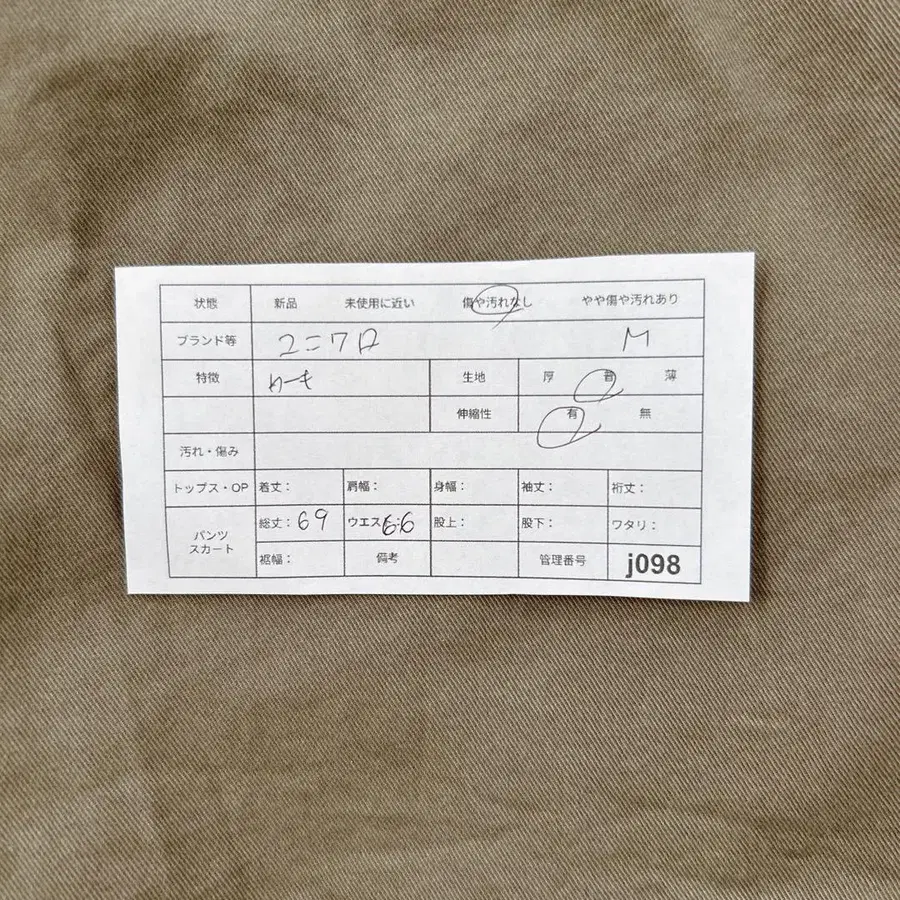 状態 新品 未使用に近い 傷や汚れなし やや傷や汚れあり
ブランド等 ユニクロ M
特徴 カーキ 生地 厚 普 薄
伸縮性 有 無
汚れ・傷み
トップス・OP 着丈： 肩幅： 身幅： 袖丈： 裄丈：
パンツ スカート 総丈：69 ウエスト:66 股上： 股下： ワタリ：
裾幅： 備考 管理番号 j098